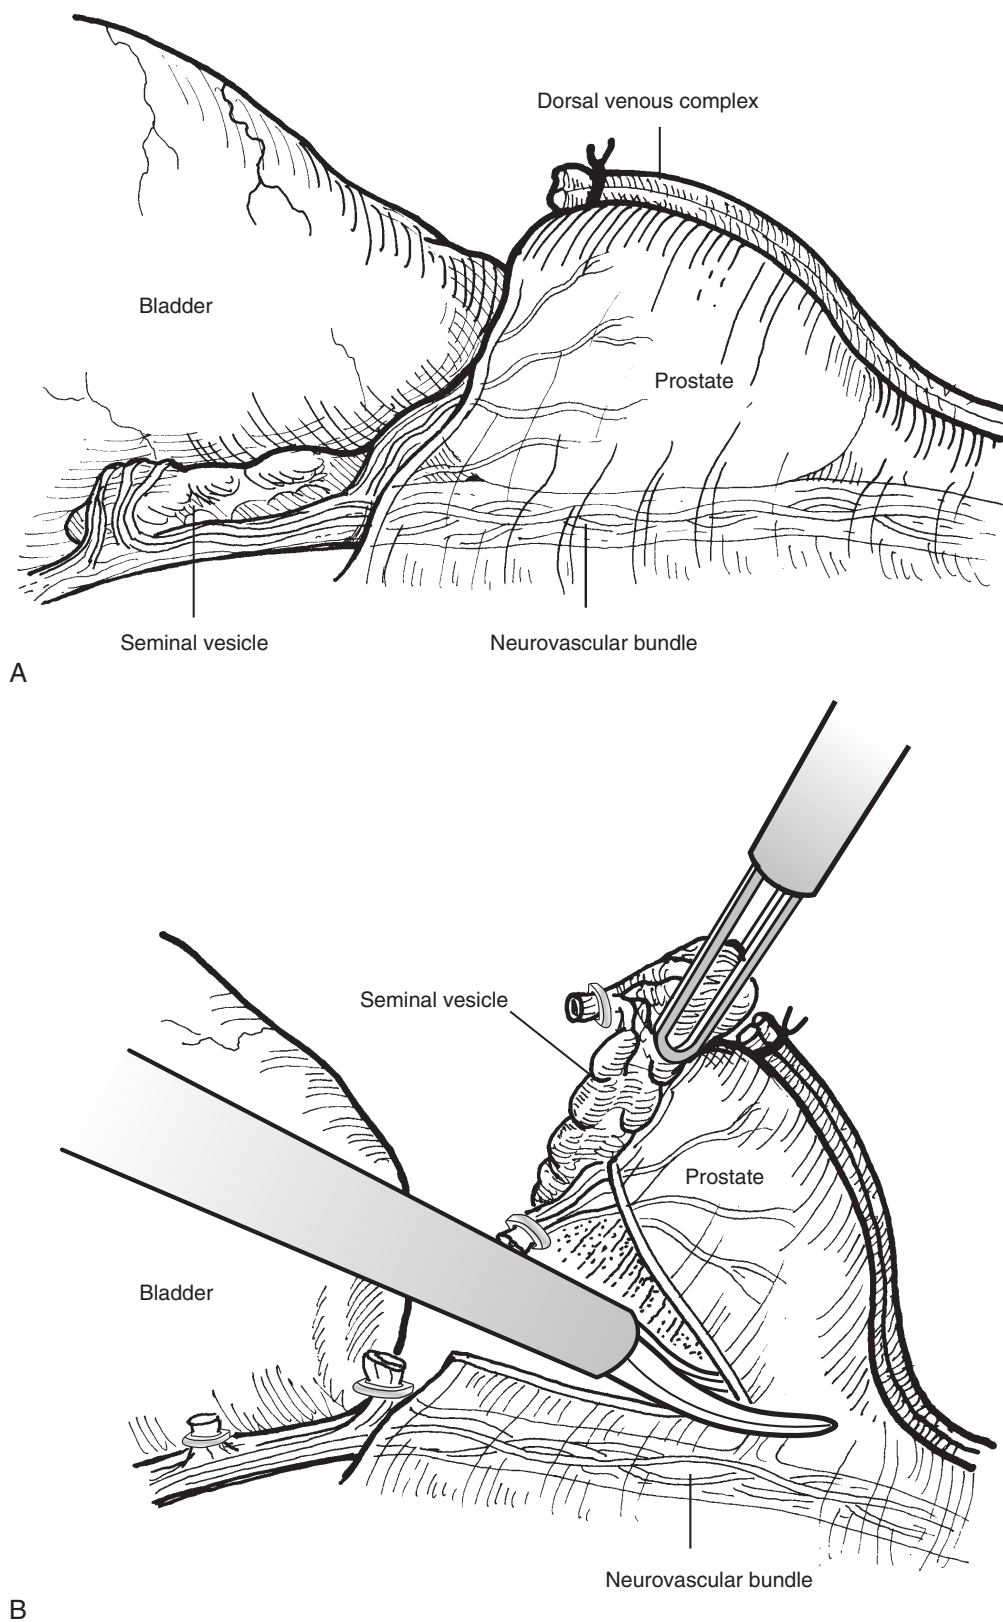 Dorsal venous complex
Bladder
Prostate
Seminal vesicle
Neurovascular bundle
A
Seminal vesicle
Prostate
Bladder
Neurovascular bundle
B